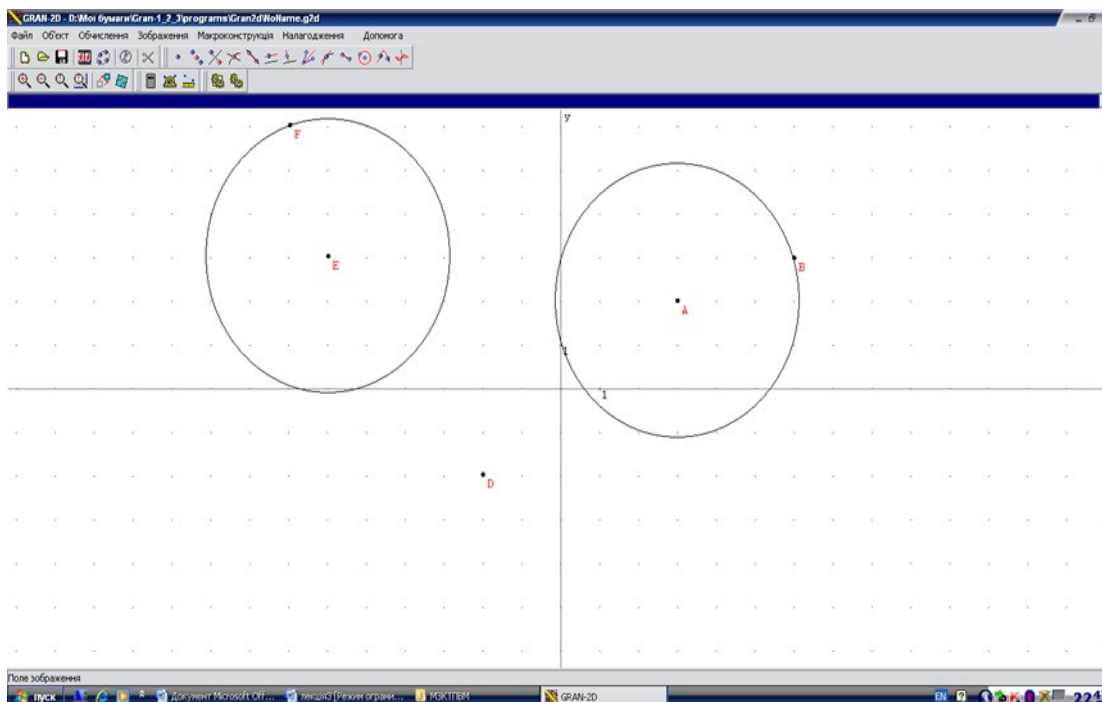 GRAN-2D - D:\Мої бумаги\Gran-1_2_3\programs\Gran2d\NoName.g2d
Файл Об'єкт Обчислення Зображення Макроконструкція Налагодження Допомога
y
F
E
B
A
1
1
D
Поле зображення
пуск Документ Microsoft Off... лекція3 [Режим ограни... МЗКТПВМ GRAN-2D EN